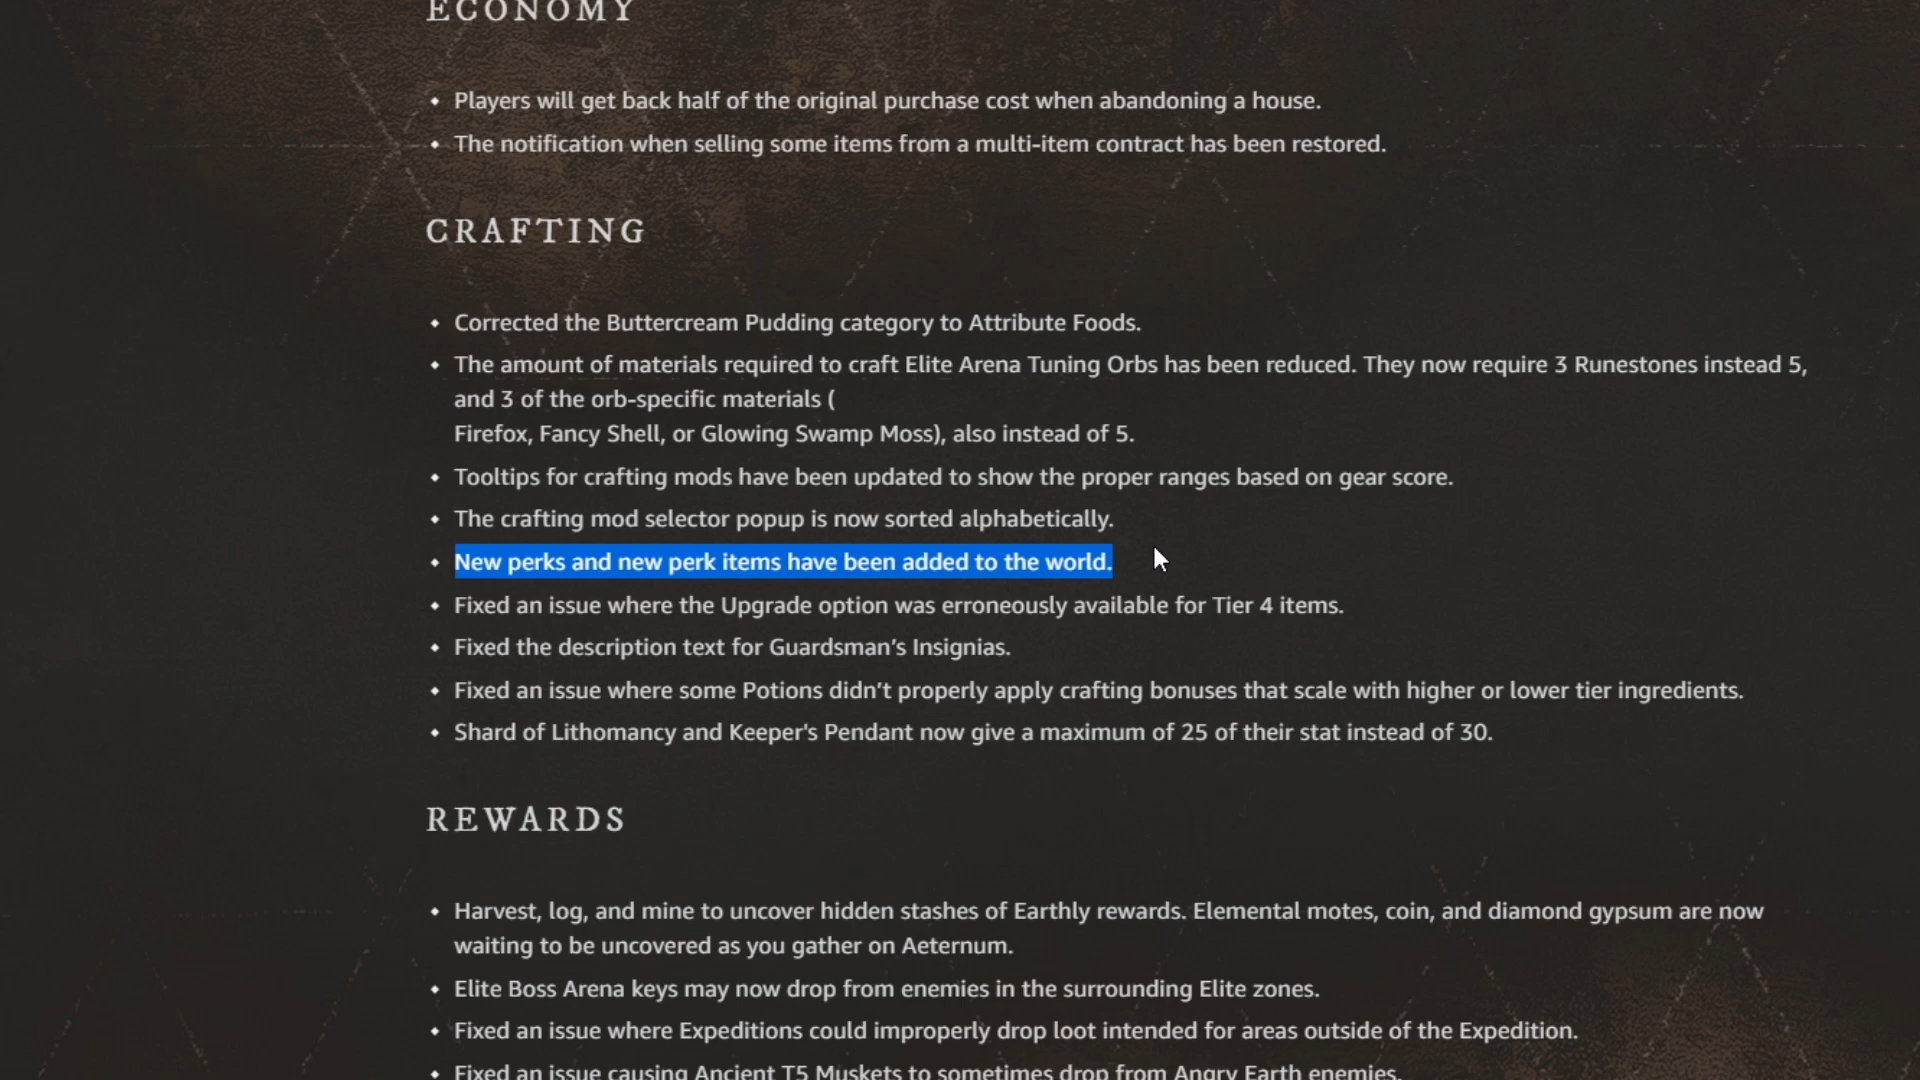 ECONOMY
Players will get back half of the original purchase cost when abandoning a house.
The notification when selling some items from a multi-item contract has been restored.
CRAFTING
Corrected the Buttercream Pudding category to Attribute Foods.
The amount of materials required to craft Elite Arena Tuning Orbs has been reduced. They now require 3 Runestones instead 5,
and 3 of the orb-specific materials (
Firefox, Fancy Shell, or Glowing Swamp Moss), also instead of 5.
Tooltips for crafting mods have been updated to show the proper ranges based on gear score.
The crafting mod selector popup is now sorted alphabetically.
New perks and new perk items have been added to the world.
Fixed an issue where the Upgrade option was erroneously available for Tier 4 items.
Fixed the description text for Guardsman’s Insignias.
Fixed an issue where some Potions didn’t properly apply crafting bonuses that scale with higher or lower tier ingredients.
Shard of Lithomancy and Keeper's Pendant now give a maximum of 25 of their stat instead of 30.
REWARDS
Harvest, log, and mine to uncover hidden stashes of Earthly rewards. Elemental motes, coin, and diamond gypsum are now
waiting to be uncovered as you gather on Aeternum.
Elite Boss Arena keys may now drop from enemies in the surrounding Elite zones.
Fixed an issue where Expeditions could improperly drop loot intended for areas outside of the Expedition.
Fixed an issue causing Ancient T5 Muskets to sometimes drop from Angry Earth enemies.